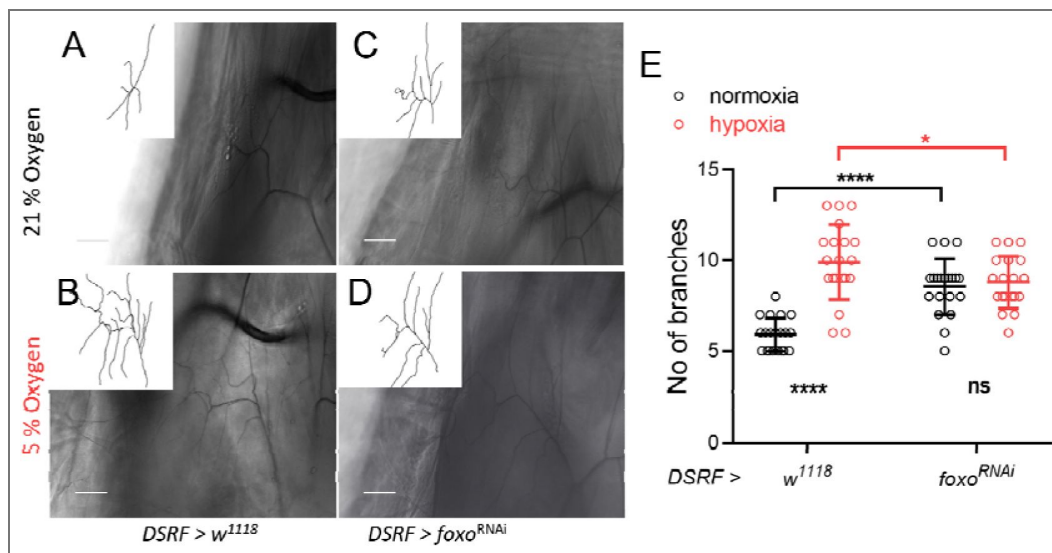 A
C
21 % Oxygen
B
D
5 % Oxygen
DSRF > w1118
DSRF > foxoRNAi
E
normoxia
hypoxia
*
****
15
10
5
0
No of branches
****
ns
DSRF >
w1118
foxoRNAi